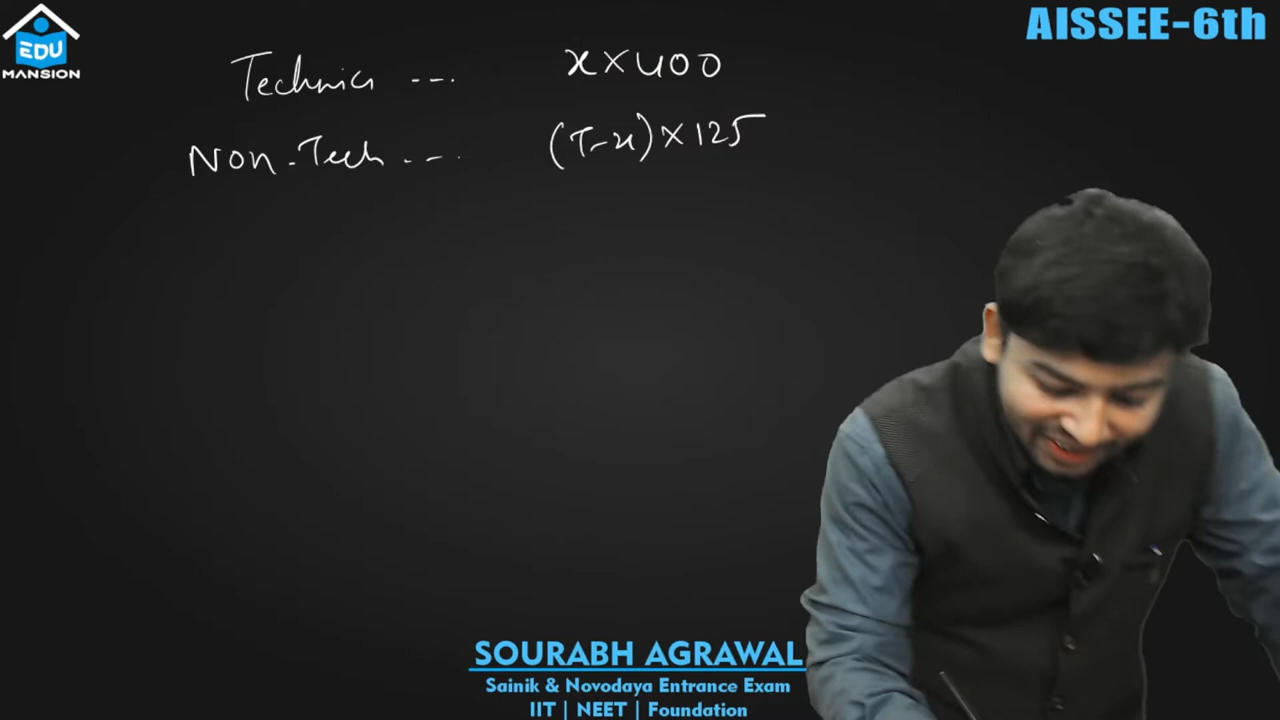 EDU
MANSION
AISSEE-6th
Technici --- x×400
Non-Tech --- (T-x)×125
SOURABH AGRAWAL
Sainik & Novodaya Entrance Exam
IIT | NEET | Foundation